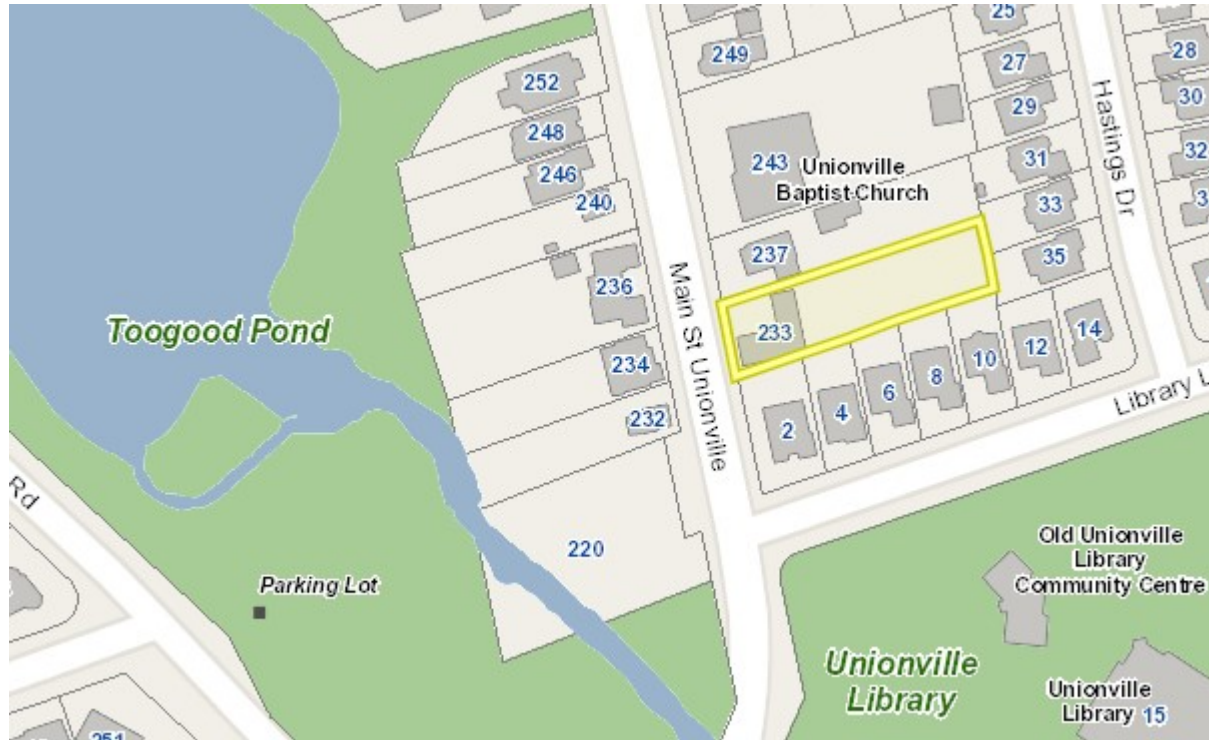 25
249
27
28
252
29
30
Hastings Dr
248
243
Unionville
Baptist Church
31
32
246
240
33
237
35
236
Main St Unionville
Toogood Pond
233
234
14
12
10
8
6
4
2
232
Library
220
Rd
Parking Lot
Old Unionville
Library
Community Centre
Unionville
Library
Unionville
Library 15
251